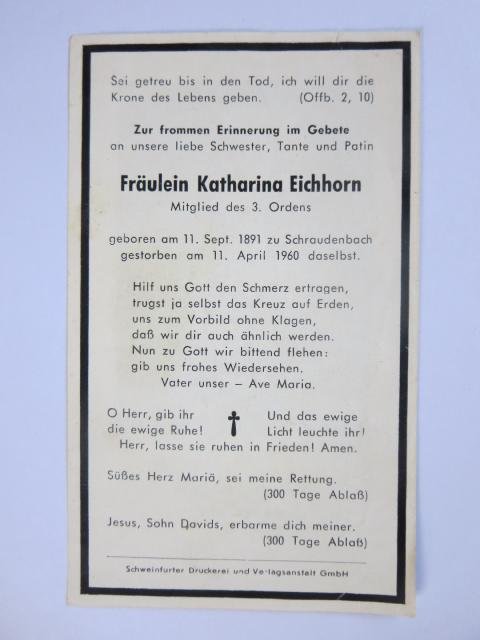 Sei getreu bis in den Tod, ich will dir die
Krone des Lebens geben. (Offb. 2, 10)
Zur frommen Erinnerung im Gebete
an unsere liebe Schwester, Tante und Patin
Fräulein Katharina Eichhorn
Mitglied des 3. Ordens
geboren am 11. Sept. 1891 zu Schraudenbach
gestorben am 11. April 1960 daselbst.
Hilf uns Gott den Schmerz ertragen,
trugst ja selbst das Kreuz auf Erden,
uns zum Vorbild ohne Klagen,
daß wir dir auch ähnlich werden.
Nun zu Gott wir bittend flehen:
gib uns frohes Wiedersehen.
Vater unser – Ave Maria.
O Herr, gib ihr
die ewige Ruhe!
Und das ewige
Licht leuchte ihr!
Herr, lasse sie ruhen in Frieden! Amen.
Süßes Herz Mariä, sei meine Rettung.
(300 Tage Ablaß)
Jesus, Sohn Davids, erbarme dich meiner.
(300 Tage Ablaß)
Schweinfurter Druckerei und Verlagsanstalt GmbH